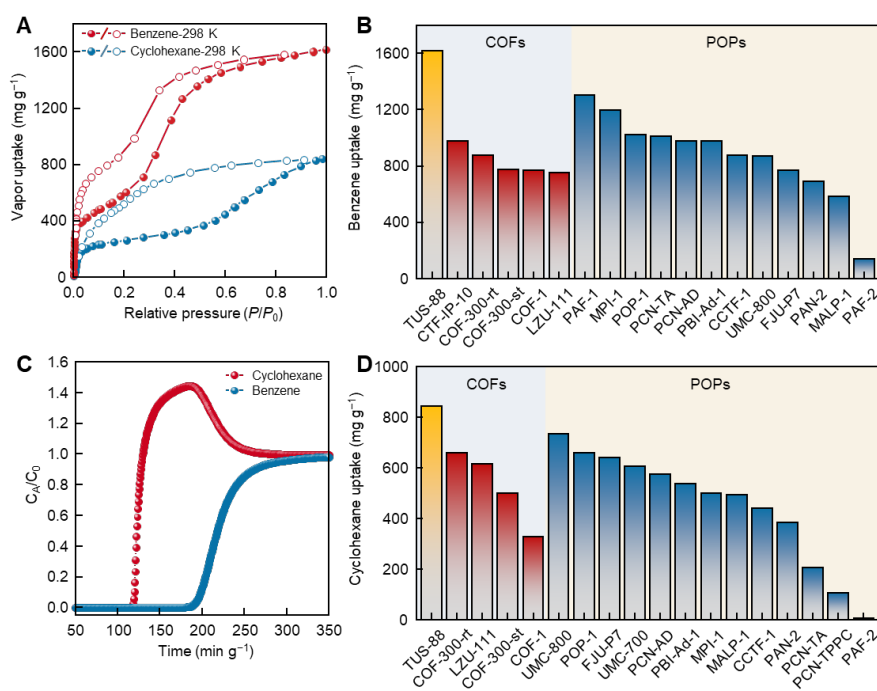 A
Benzene-298 K
Cyclohexane-298 K
Vapor uptake (mg g⁻¹)
1600
1200
800
400
0
0.0 0.2 0.4 0.6 0.8 1.0
Relative pressure (P/P₀)
B
COFs POPs
Benzene uptake (mg g⁻¹)
1600
1200
800
400
0
TUS-88
CTF-IP-10
COF-300-rt
COF-300-st
COF-1
LZU-111
PAF-1
MPI-1
POP-1
PCN-TA
PCN-AD
PBI-Ad-1
CCTF-1
UMC-800
FJU-P7
PAN-2
MALP-1
PAF-2
C
Cyclohexane
Benzene
C_A/C₀
1.6
1.4
1.2
1.0
0.8
0.6
0.4
0.2
0.0
50 100 150 200 250 300 350
Time (min g⁻¹)
D
COFs POPs
Cyclohexane uptake (mg g⁻¹)
1000
800
600
400
200
0
TUS-88
COF-300-rt
LZU-111
COF-300-st
COF-1
UMC-800
POP-1
FJU-P7
UMC-700
PCN-AD
PBI-Ad-1
MPI-1
MALP-1
CCTF-1
PAN-2
PCN-TA
PCN-TPPC
PAF-2